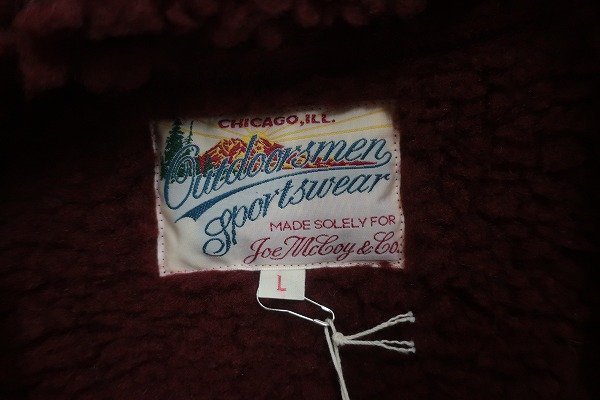 CHICAGO, ILL.
Outdoorsmen
Sportswear
MADE SOLELY FOR
Joe McCoy & Co.
L